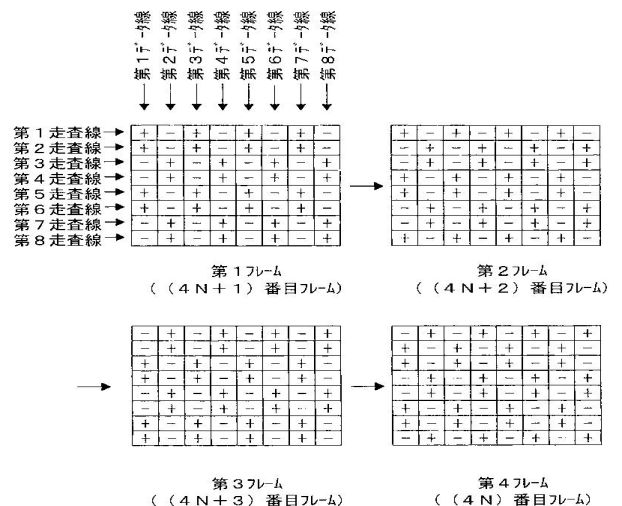 第1データ線
第2データ線
第3データ線
第4データ線
第5データ線
第6データ線
第7データ線
第8データ線
第1走査線 + − + − + − + −
第2走査線 + − + − + − + −
第3走査線 − + − + − + − +
第4走査線 − + − + − + − +
第5走査線 + − + − + − + −
第6走査線 + − + − + − + −
第7走査線 − + − + − + − +
第8走査線 − + − + − + − +
第1フレーム
((4N+1)番目フレーム)
+ − + − + − + −
− + − + − + − +
− + − + − + − +
+ − + − + − + −
+ − + − + − + −
− + − + − + − +
− + − + − + − +
+ − + − + − + −
第2フレーム
((4N+2)番目フレーム)
− + − + − + − +
− + − + − + − +
+ − + − + − + −
+ − + − + − + −
− + − + − + − +
− + − + − + − +
+ − + − + − + −
+ − + − + − + −
第3フレーム
((4N+3)番目フレーム)
− + − + − + − +
+ − + − + − + −
+ − + − + − + −
− + − + − + − +
− + − + − + − +
+ − + − + − + −
+ − + − + − + −
− + − + − + − +
第4フレーム
((4N)番目フレーム)